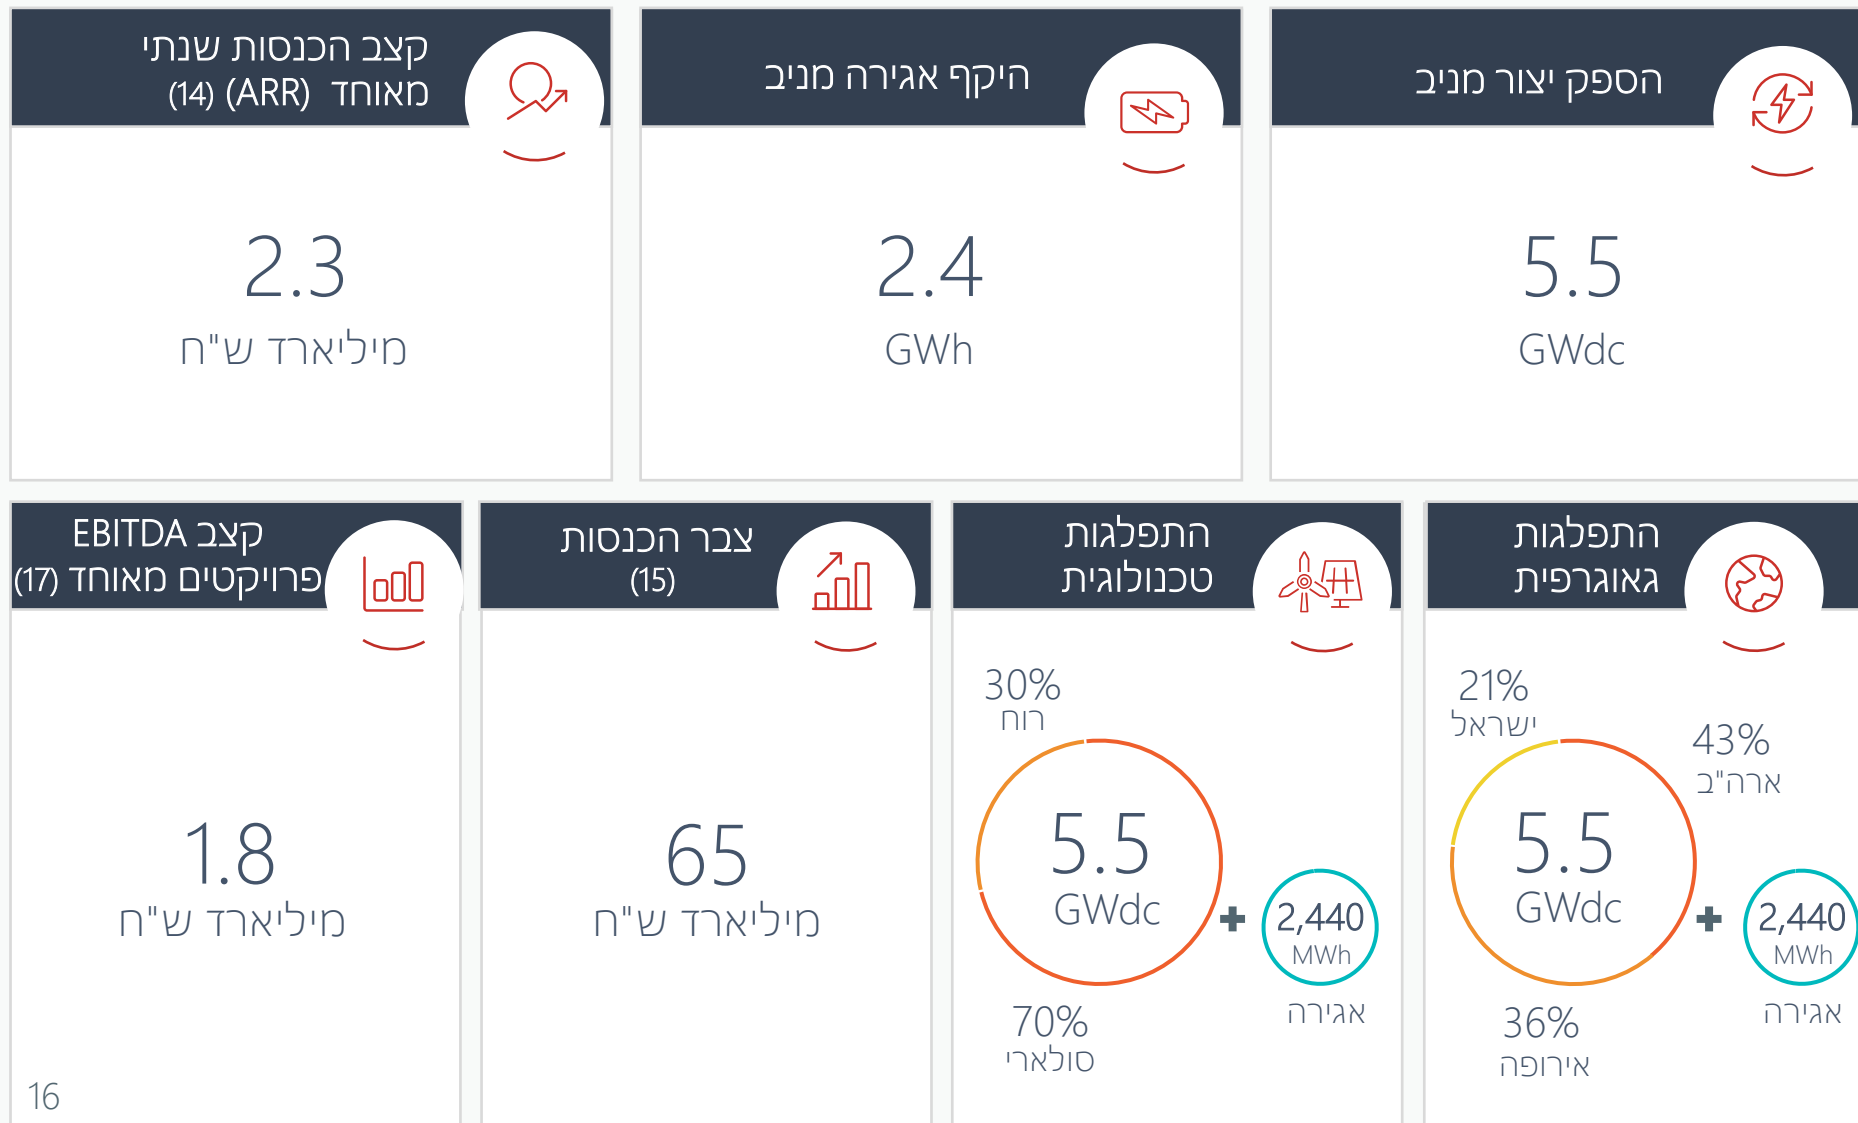 הספק יצור מניב
5.5
GWdc
היקף אגירה מניב
2.4
GWh
קצב הכנסות שנתי
מאוחד (ARR) (14)
2.3
מיליארד ש"ח
התפלגות
גאוגרפית
21%
ישראל
43%
ארה"ב
5.5
GWdc
2,440
MWh
אגירה
36%
אירופה
התפלגות
טכנולוגית
30%
רוח
5.5
GWdc
2,440
MWh
אגירה
70%
סולארי
צבר הכנסות
(15)
65
מיליארד ש"ח
קצב EBITDA
פרויקטים מאוחד (17)
1.8
מיליארד ש"ח
16